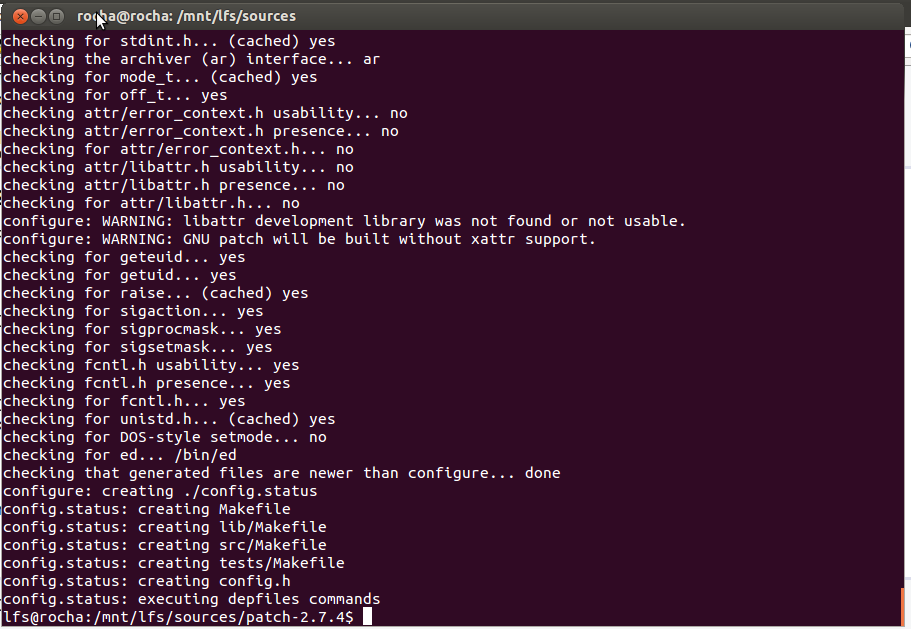 rocha@rocha: /mnt/lfs/sources
checking for stdint.h... (cached) yes
checking the archiver (ar) interface... ar
checking for mode_t... (cached) yes
checking for off_t... yes
checking attr/error_context.h usability... no
checking attr/error_context.h presence... no
checking for attr/error_context.h... no
checking attr/libattr.h usability... no
checking attr/libattr.h presence... no
checking for attr/libattr.h... no
configure: WARNING: libattr development library was not found or not usable.
configure: WARNING: GNU patch will be built without xattr support.
checking for geteuid... yes
checking for getuid... yes
checking for raise... (cached) yes
checking for sigaction... yes
checking for sigprocmask... yes
checking for sigsetmask... yes
checking fcntl.h usability... yes
checking fcntl.h presence... yes
checking for fcntl.h... yes
checking for unistd.h... (cached) yes
checking for DOS-style setmode... no
checking for ed... /bin/ed
checking that generated files are newer than configure... done
configure: creating ./config.status
config.status: creating Makefile
config.status: creating lib/Makefile
config.status: creating src/Makefile
config.status: creating tests/Makefile
config.status: creating config.h
config.status: executing depfiles commands
lfs@rocha:/mnt/lfs/sources/patch-2.7.4$